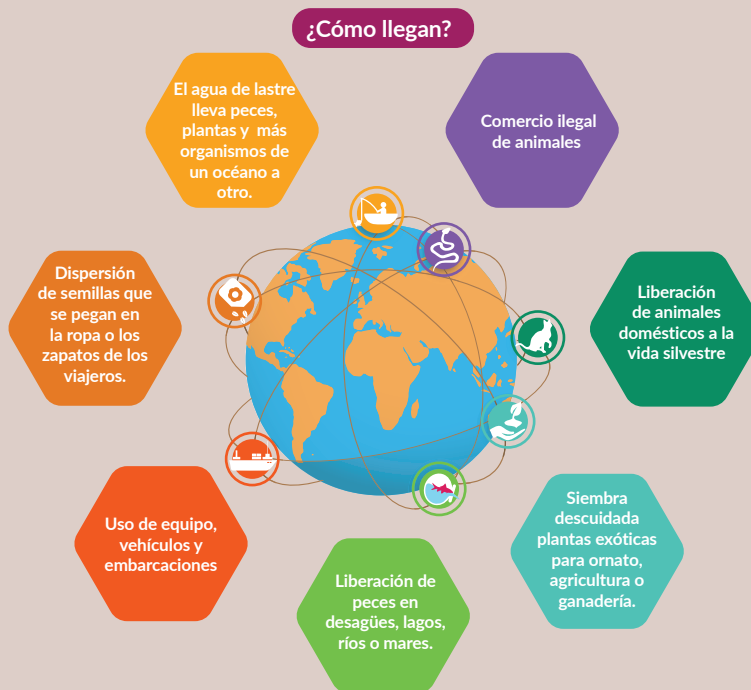 ¿Cómo llegan?
El agua de lastre
lleva peces,
plantas y más
organismos de
un océano a
otro.
Comercio ilegal
de animales
Dispersión
de semillas que
se pegan en
la ropa o los
zapatos de los
viajeros.
Liberación
de animales
domésticos a la
vida silvestre
Uso de equipo,
vehículos y
embarcaciones
Siembra
descuidada
plantas exóticas
para ornato,
agricultura o
ganadería.
Liberación de
peces en
desagües, lagos,
ríos o mares.